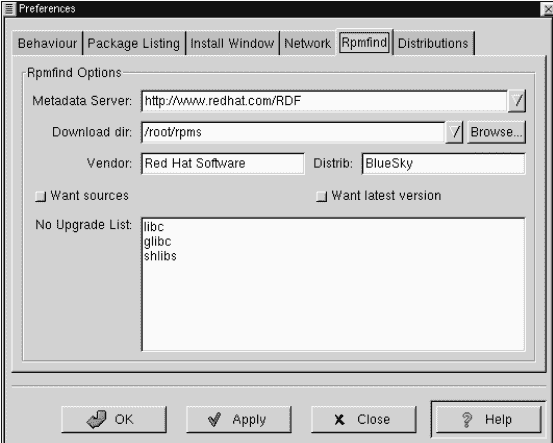 Preferences
Behaviour Package Listing Install Window Network Rpmfind Distributions
Rpmfind Options
Metadata Server: http://www.redhat.com/RDF
Download dir: /root/rpms Browse...
Vendor: Red Hat Software Distrib: BlueSky
Want sources Want latest version
No Upgrade List: libc
glibc
shlibs
OK Apply Close Help